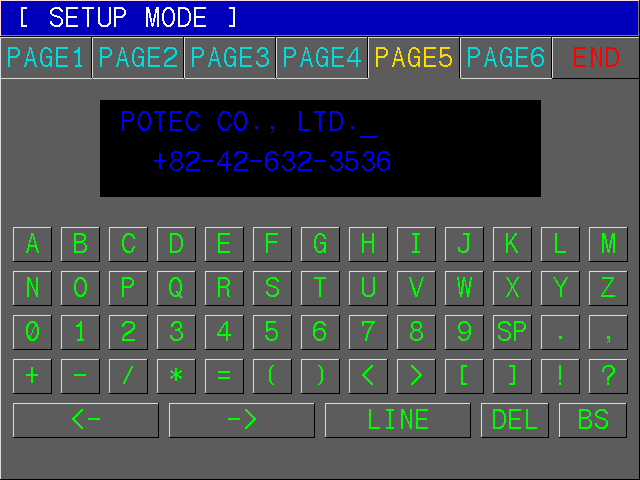 [ SETUP MODE ]
PAGE1 PAGE2 PAGE3 PAGE4 PAGE5 PAGE6 END
POTEC CO., LTD._
+82-42-632-3536
A B C D E F G H I J K L M
N O P Q R S T U V W X Y Z
0 1 2 3 4 5 6 7 8 9 SP . ,
+ - / * = ( ) < > [ ] ! ?
<- -> LINE DEL BS